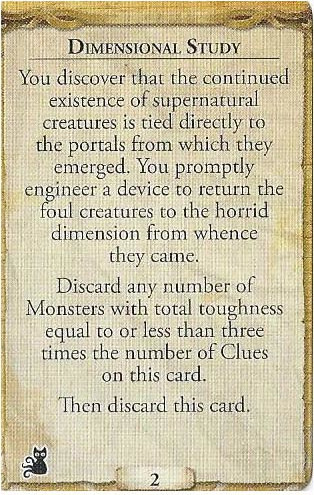 DIMENSIONAL STUDY
You discover that the continued
existence of supernatural
creatures is tied directly to
the portals from which they
emerged. You promptly
engineer a device to return the
foul creatures to the horrid
dimension from whence
they came.
Discard any number of
Monsters with total toughness
equal to or less than three
times the number of Clues
on this card.
Then discard this card.
2